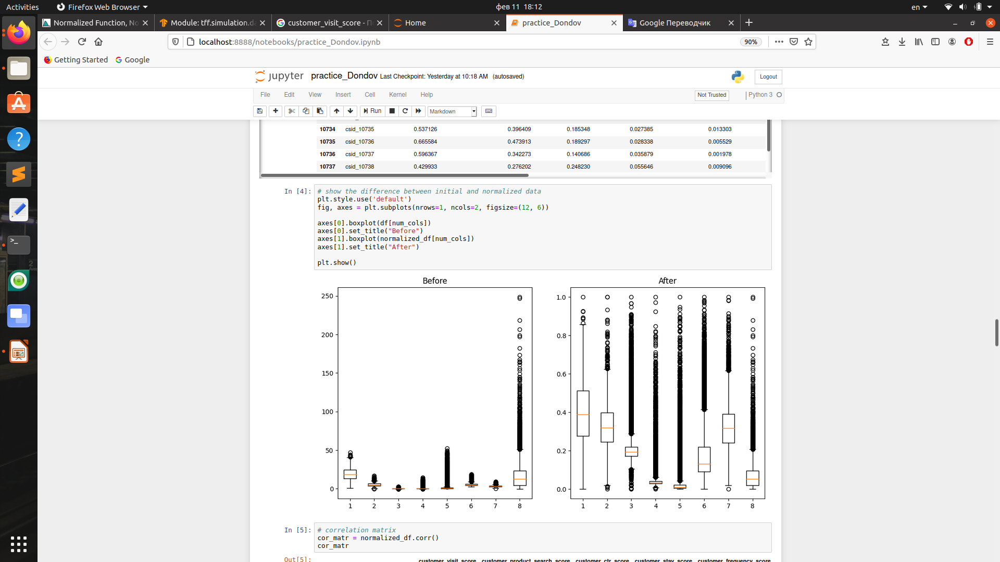 Activities Firefox Web Browser фев 11 18:12 en
Normalized Function, No Module: tff.simulation.da customer_visit_score - П Home practice_Dondov Google Переводчик
localhost:8888/notebooks/practice_Dondov.ipynb 90%
Getting Started Google
jupyter practice_Dondov Last Checkpoint: Yesterday at 10:18 AM (autosaved) Logout
File Edit View Insert Cell Kernel Help Not Trusted Python 3
Run Markdown
10734 csid_10735 0.537126 0.396409 0.185348 0.027385 0.013303
10735 csid_10736 0.665584 0.473913 0.189297 0.028338 0.005529
10736 csid_10737 0.596367 0.342273 0.140686 0.035879 0.001978
10737 csid_10738 0.429933 0.276202 0.248230 0.055646 0.009096
In [4]: # show the difference between initial and normalized data
plt.style.use('default')
fig, axes = plt.subplots(nrows=1, ncols=2, figsize=(12, 6))
axes[0].boxplot(df[num_cols])
axes[0].set_title("Before")
axes[1].boxplot(normalized_df[num_cols])
axes[1].set_title("After")
plt.show()
Before
250
200
150
100
50
0
1 2 3 4 5 6 7 8
After
1.0
0.8
0.6
0.4
0.2
0.0
1 2 3 4 5 6 7 8
In [5]: # correlation matrix
cor_matr = normalized_df.corr()
cor_matr
Out[5]: customer_visit_score customer_product_search_score customer_ctr_score customer_stay_score customer_frequency_score